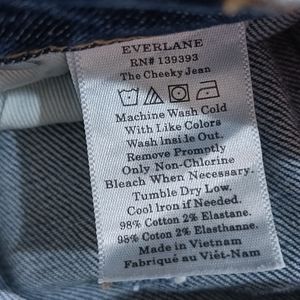 EVERLANE
RN# 139393
The Cheeky Jean
Machine Wash Cold
With Like Colors
Wash Inside Out.
Remove Promptly
Only Non-Chlorine
Bleach When Necessary.
Tumble Dry Low.
Cool Iron if Needed.
98% Cotton 2% Elastane.
98% Coton 2% Elasthanne.
Made in Vietnam
Fabriqué au Viêt-Nam